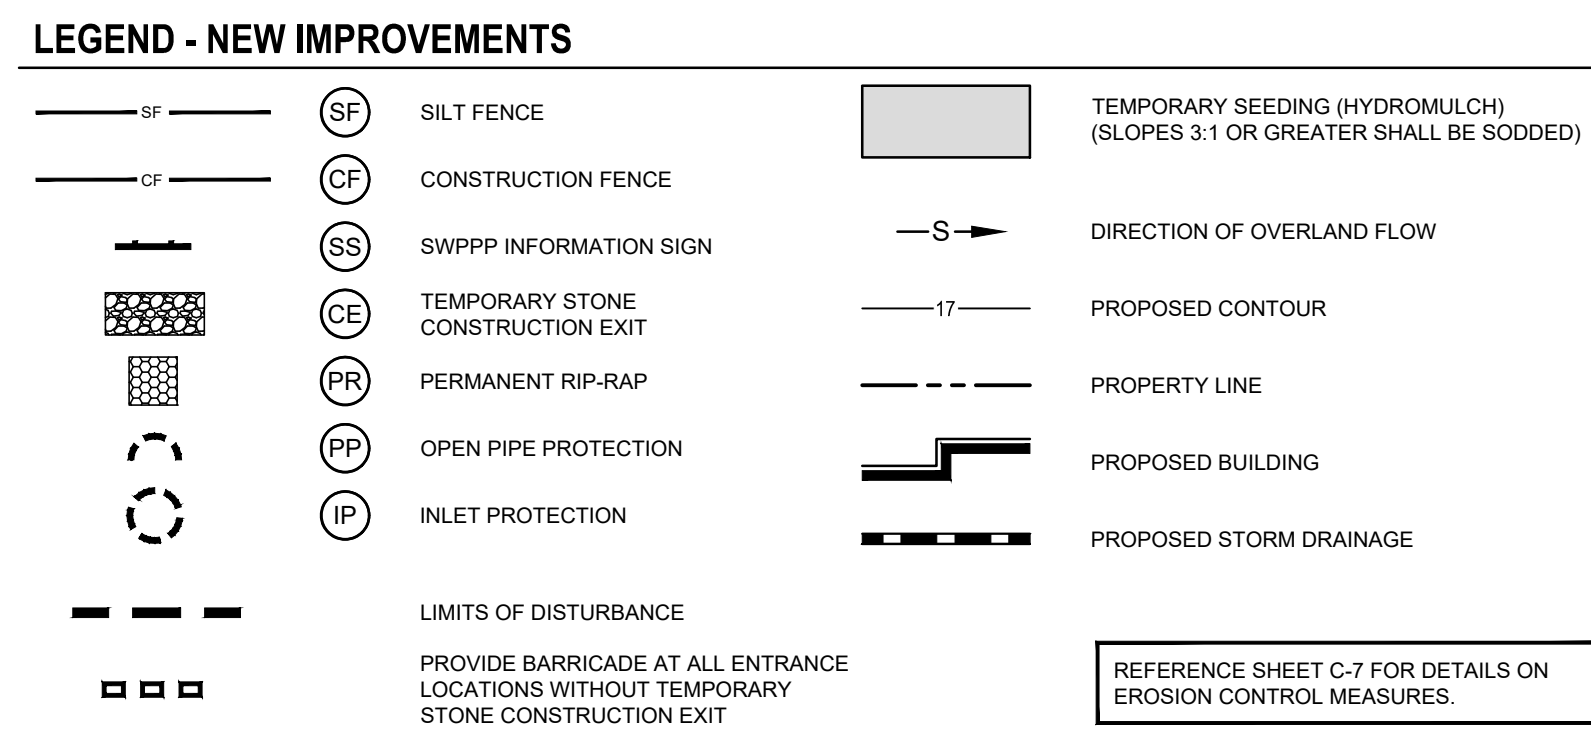 LEGEND - NEW IMPROVEMENTS
SF SF SILT FENCE
CF CF CONSTRUCTION FENCE
SS SWPPP INFORMATION SIGN
CE TEMPORARY STONE
CONSTRUCTION EXIT
PR PERMANENT RIP-RAP
PP OPEN PIPE PROTECTION
IP INLET PROTECTION
LIMITS OF DISTURBANCE
PROVIDE BARRICADE AT ALL ENTRANCE
LOCATIONS WITHOUT TEMPORARY
STONE CONSTRUCTION EXIT
TEMPORARY SEEDING (HYDROMULCH)
(SLOPES 3:1 OR GREATER SHALL BE SODDED)
S DIRECTION OF OVERLAND FLOW
17 PROPOSED CONTOUR
PROPERTY LINE
PROPOSED BUILDING
PROPOSED STORM DRAINAGE
REFERENCE SHEET C-7 FOR DETAILS ON
EROSION CONTROL MEASURES.